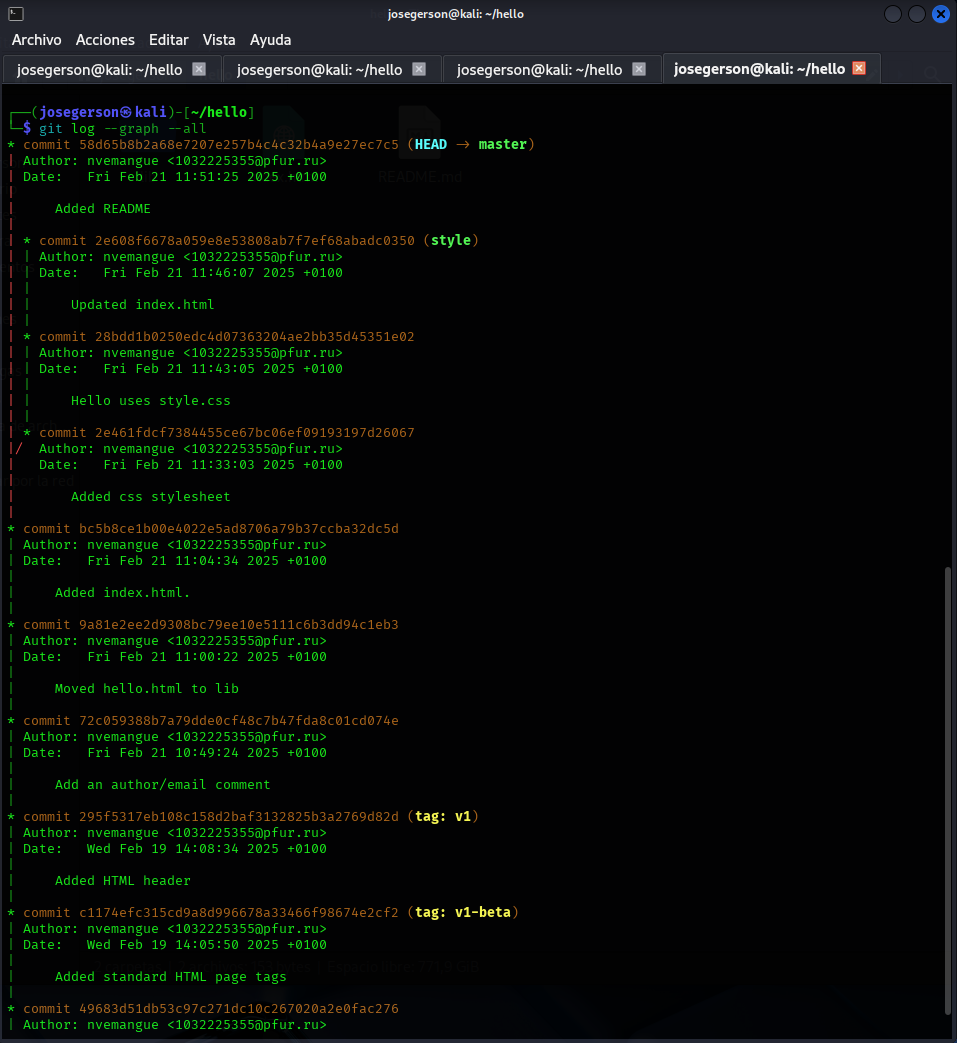 josegerson@kali: ~/hello
Archivo Acciones Editar Vista Ayuda
josegerson@kali: ~/hello josegerson@kali: ~/hello josegerson@kali: ~/hello josegerson@kali: ~/hello
┌──(josegerson㉿kali)-[~/hello]
└─$ git log --graph --all
* commit 58d65b8b2a68e7207e257b4c4c32b4a9e27ec7c5 (HEAD → master)
| Author: nvemangue <1032225355@pfur.ru>
| Date:   Fri Feb 21 11:51:25 2025 +0100
|
|     Added README
|
| * commit 2e608f6678a059e8e53808ab7f7ef68abadc0350 (style)
| | Author: nvemangue <1032225355@pfur.ru>
| | Date:   Fri Feb 21 11:46:07 2025 +0100
| |
| |     Updated index.html
| |
| * commit 28bdd1b0250edc4d07363204ae2bb35d45351e02
| | Author: nvemangue <1032225355@pfur.ru>
| | Date:   Fri Feb 21 11:43:05 2025 +0100
| |
| |     Hello uses style.css
| |
| * commit 2e461fdcf7384455ce67bc06ef09193197d26067
|/  Author: nvemangue <1032225355@pfur.ru>
|   Date:   Fri Feb 21 11:33:03 2025 +0100
|
|       Added css stylesheet
|
* commit bc5b8ce1b00e4022e5ad8706a79b37ccba32dc5d
| Author: nvemangue <1032225355@pfur.ru>
| Date:   Fri Feb 21 11:04:34 2025 +0100
|
|     Added index.html.
|
* commit 9a81e2ee2d9308bc79ee10e5111c6b3dd94c1eb3
| Author: nvemangue <1032225355@pfur.ru>
| Date:   Fri Feb 21 11:00:22 2025 +0100
|
|     Moved hello.html to lib
|
* commit 72c059388b7a79dde0cf48c7b47fda8c01cd074e
| Author: nvemangue <1032225355@pfur.ru>
| Date:   Fri Feb 21 10:49:24 2025 +0100
|
|     Add an author/email comment
|
* commit 295f5317eb108c158d2baf3132825b3a2769d82d (tag: v1)
| Author: nvemangue <1032225355@pfur.ru>
| Date:   Wed Feb 19 14:08:34 2025 +0100
|
|     Added HTML header
|
* commit c1174efc315cd9a8d996678a33466f98674e2cf2 (tag: v1-beta)
| Author: nvemangue <1032225355@pfur.ru>
| Date:   Wed Feb 19 14:05:50 2025 +0100
|
|     Added standard HTML page tags
|
* commit 49683d51db53c97c271dc10c267020a2e0fac276
| Author: nvemangue <1032225355@pfur.ru>
README.md